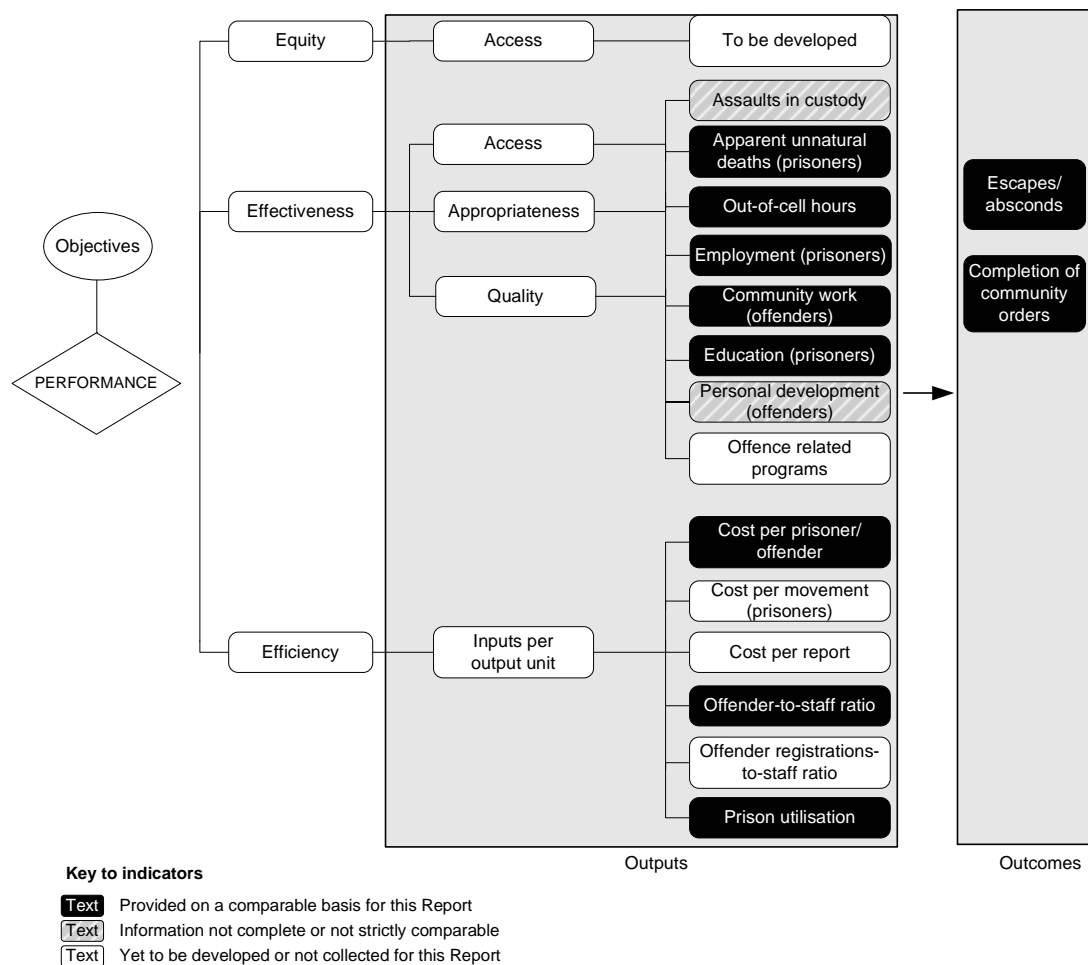 Equity
Access
To be developed
Assaults in custody
Access
Apparent unnatural
deaths (prisoners)
Escapes/
absconds
Effectiveness
Appropriateness
Out-of-cell hours
Objectives
Employment (prisoners)
Completion of
community
orders
Quality
Community work
(offenders)
Education (prisoners)
PERFORMANCE
Personal development
(offenders)
Offence related
programs
Cost per prisoner/
offender
Cost per movement
(prisoners)
Efficiency
Inputs per
output unit
Cost per report
Offender-to-staff ratio
Offender registrations-
to-staff ratio
Prison utilisation
Outputs
Outcomes
Key to indicators
Text Provided on a comparable basis for this Report
Text Information not complete or not strictly comparable
Text Yet to be developed or not collected for this Report